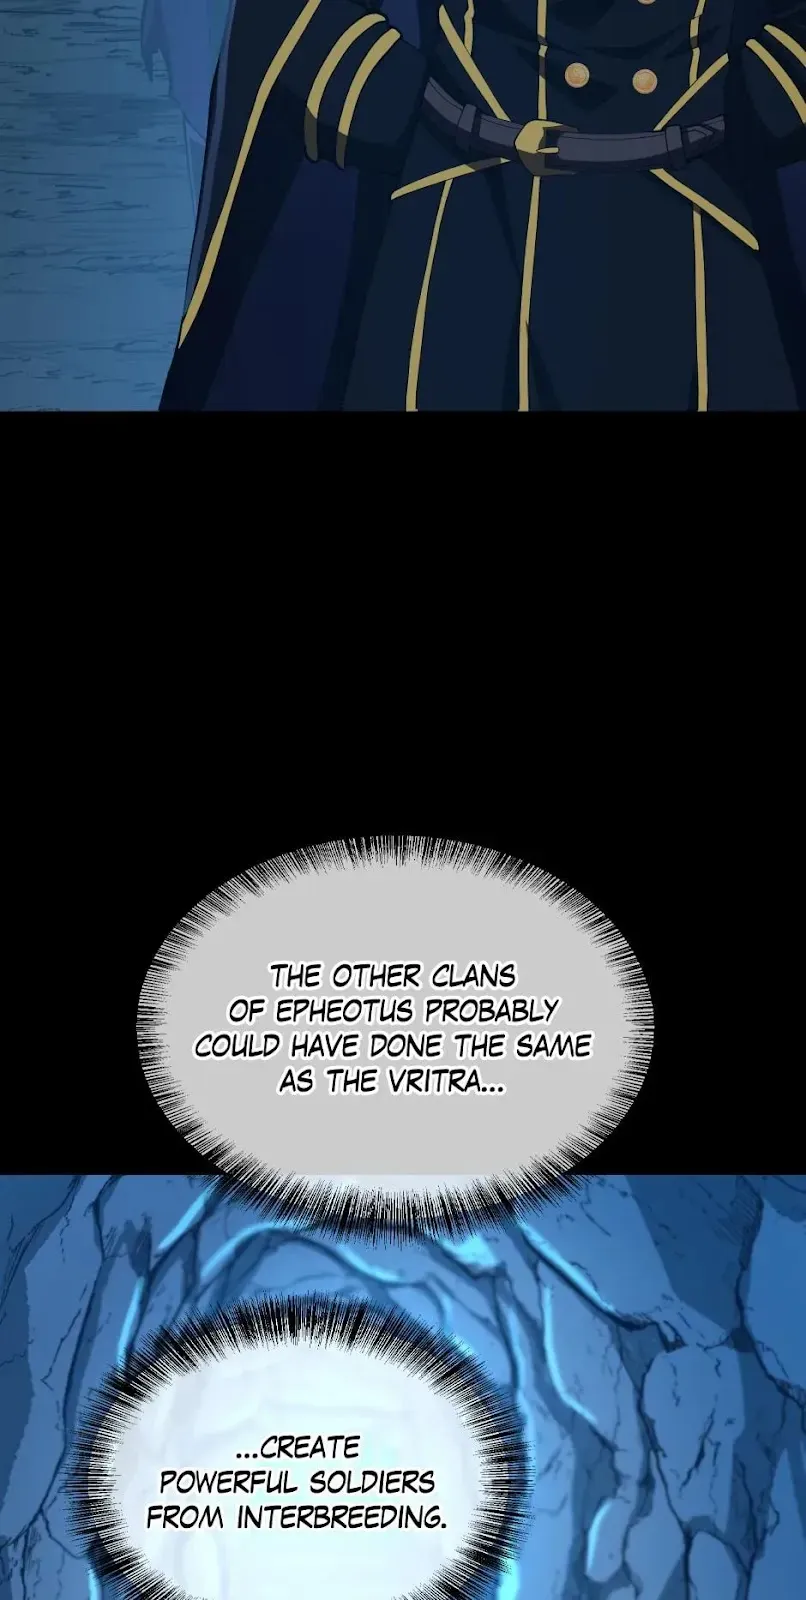 THE OTHER CLANS
OF EPHEOTUS PROBABLY
COULD HAVE DONE THE SAME
AS THE VRITRA...
...CREATE
POWERFUL SOLDIERS
FROM INTERBREEDING.